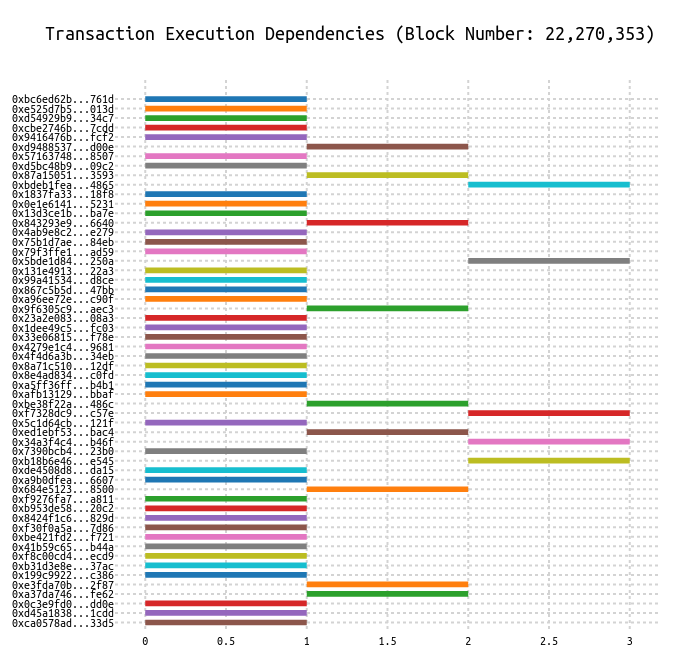 Transaction Execution Dependencies (Block Number: 22,270,353)
0xbc6ed62b...761d
0xe525d7b5...013d
0xd54929b9...34c7
0xcbe2746b...7cdd
0x9416476b...fcf2
0xd9488537...d00e
0x57163748...8507
0xd5bc48b9...09c2
0x87a15051...3593
0xbdeb1fea...4865
0x1837fa33...18f8
0x0e1e6141...5231
0x13d3ce1b...ba7e
0x843293e9...6640
0x4ab9e8c2...e279
0x75b1d7ae...84eb
0x79f3ffe1...ad59
0x5bde1d84...250a
0x131e4913...22a3
0x99a41534...d8ce
0x867c5b5d...47bb
0xa96ee72e...c90f
0x9f6305c9...aec3
0x23a2e083...08a3
0x1dee49c5...fc03
0x33e06815...f78e
0x4279e1c4...9681
0x4f4d6a3b...34eb
0x8a71c510...12df
0x8e4ad834...c0fd
0xa5ff36ff...b4b1
0xafb13129...bbaf
0xbe38f22a...486c
0xf7328dc9...c57e
0x5c1d64cb...121f
0xed1ebf53...bac4
0x34a3f4c4...b46f
0x7390bcb4...23b0
0xb18b6e46...e545
0xde4508d8...da15
0xa9b0dfea...6607
0x684e5123...8500
0xf9276fa7...a811
0xb953de58...20c2
0x8424f1c6...829d
0xf30f0a5a...7d86
0xbe421fd2...f721
0x41b59c65...b44a
0xf8c00cd4...ecd9
0xb31d3e8e...37ac
0x199c9922...c386
0xe3fda70b...2f87
0xa37da746...fe62
0x0c3e9fd0...dd0e
0xd45a1838...1cdd
0xca0578ad...33d5
0 0.5 1 1.5 2 2.5 3